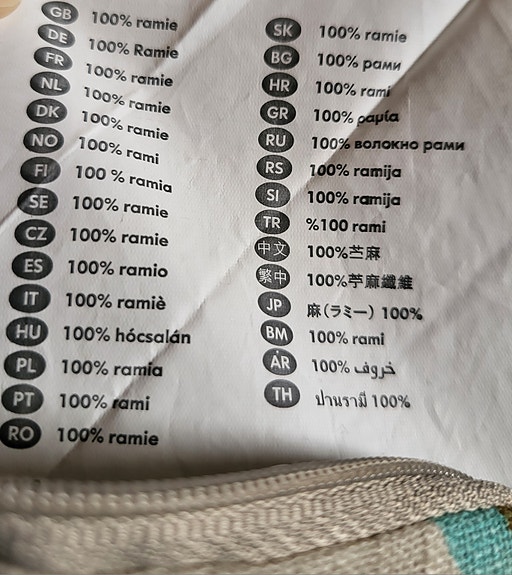 GB 100% ramie
DE 100% Ramie
FR 100% ramie
NL 100% ramie
DK 100% ramie
NO 100% rami
FI 100 % ramia
SE 100% ramie
CZ 100% ramie
ES 100% ramio
IT 100% ramiè
HU 100% hócsalán
PL 100% ramia
PT 100% rami
RO 100% ramie
SK 100% ramie
BG 100% рами
HR 100% rami
GR 100% ραμία
RU 100% волокно рами
RS 100% ramija
SI 100% ramija
TR %100 rami
中文 100%苎麻
繁中 100%苧麻纖維
JP 麻(ラミー) 100%
BM 100% rami
AR 100% خروف
TH ป่านรามี 100%